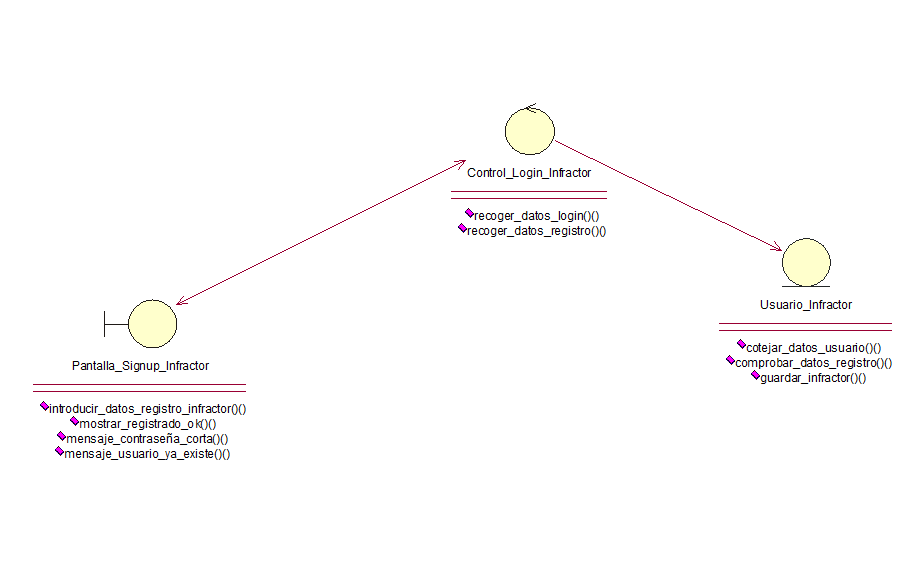 Control_Login_Infractor
recoger_datos_login()()
recoger_datos_registro()()
Usuario_Infractor
cotejar_datos_usuario()()
comprobar_datos_registro()()
guardar_infractor()()
Pantalla_Signup_Infractor
introducir_datos_registro_infractor()()
mostrar_registrado_ok()()
mensaje_contraseña_corta()()
mensaje_usuario_ya_existe()()